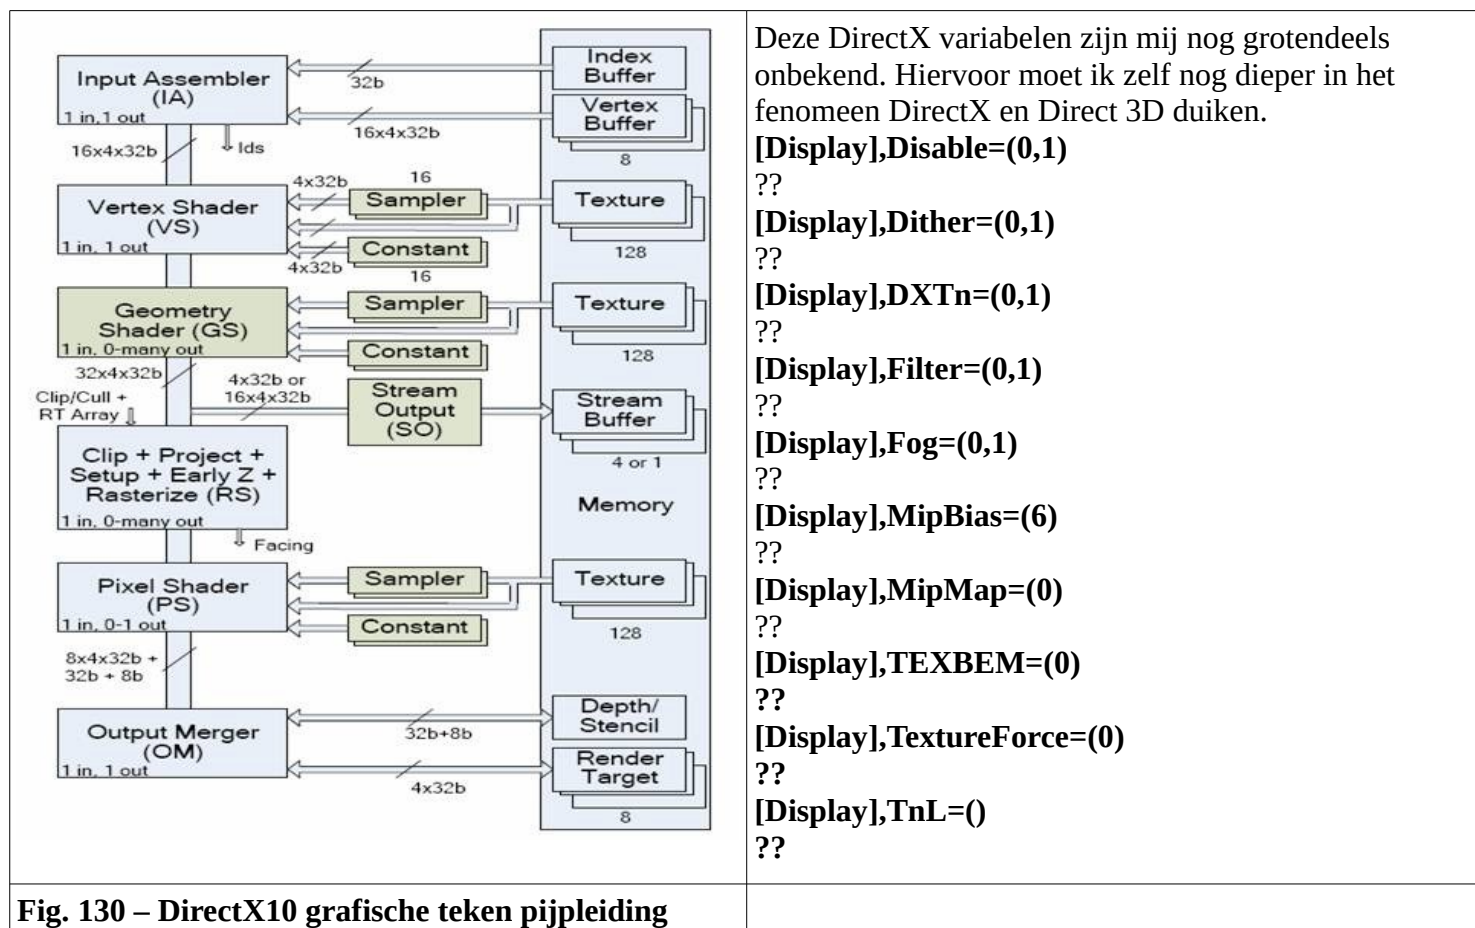 Index
Buffer
Input Assembler
(IA)
1 in,1 out
32b
Vertex
Buffer
16x4x32b
8
16x4x32b
Ids
Vertex Shader
(VS)
1 in, 1 out
4x32b
16
Sampler
Texture
Constant
4x32b
16
128
Geometry
Shader (GS)
1 in, 0-many out
Sampler
Texture
Constant
128
32x4x32b
4x32b or
16x4x32b
Clip/Cull +
RT Array
Stream
Output
(SO)
Stream
Buffer
4 or 1
Clip + Project +
Setup + Early Z +
Rasterize (RS)
1 in, 0-many out
Memory
Facing
Pixel Shader
(PS)
1 in, 0-1 out
Sampler
Texture
Constant
128
8x4x32b +
32b + 8b
Output Merger
(OM)
1 in, 1 out
Depth/
Stencil
32b+8b
Render
Target
4x32b
8
Fig. 130 – DirectX10 grafische teken pijpleiding
Deze DirectX variabelen zijn mij nog grotendeels
onbekend. Hiervoor moet ik zelf nog dieper in het
fenomeen DirectX en Direct 3D duiken.
[Display],Disable=(0,1)
??
[Display],Dither=(0,1)
??
[Display],DXTn=(0,1)
??
[Display],Filter=(0,1)
??
[Display],Fog=(0,1)
??
[Display],MipBias=(6)
??
[Display],MipMap=(0)
??
[Display],TEXBEM=(0)
??
[Display],TextureForce=(0)
??
[Display],TnL=()
??